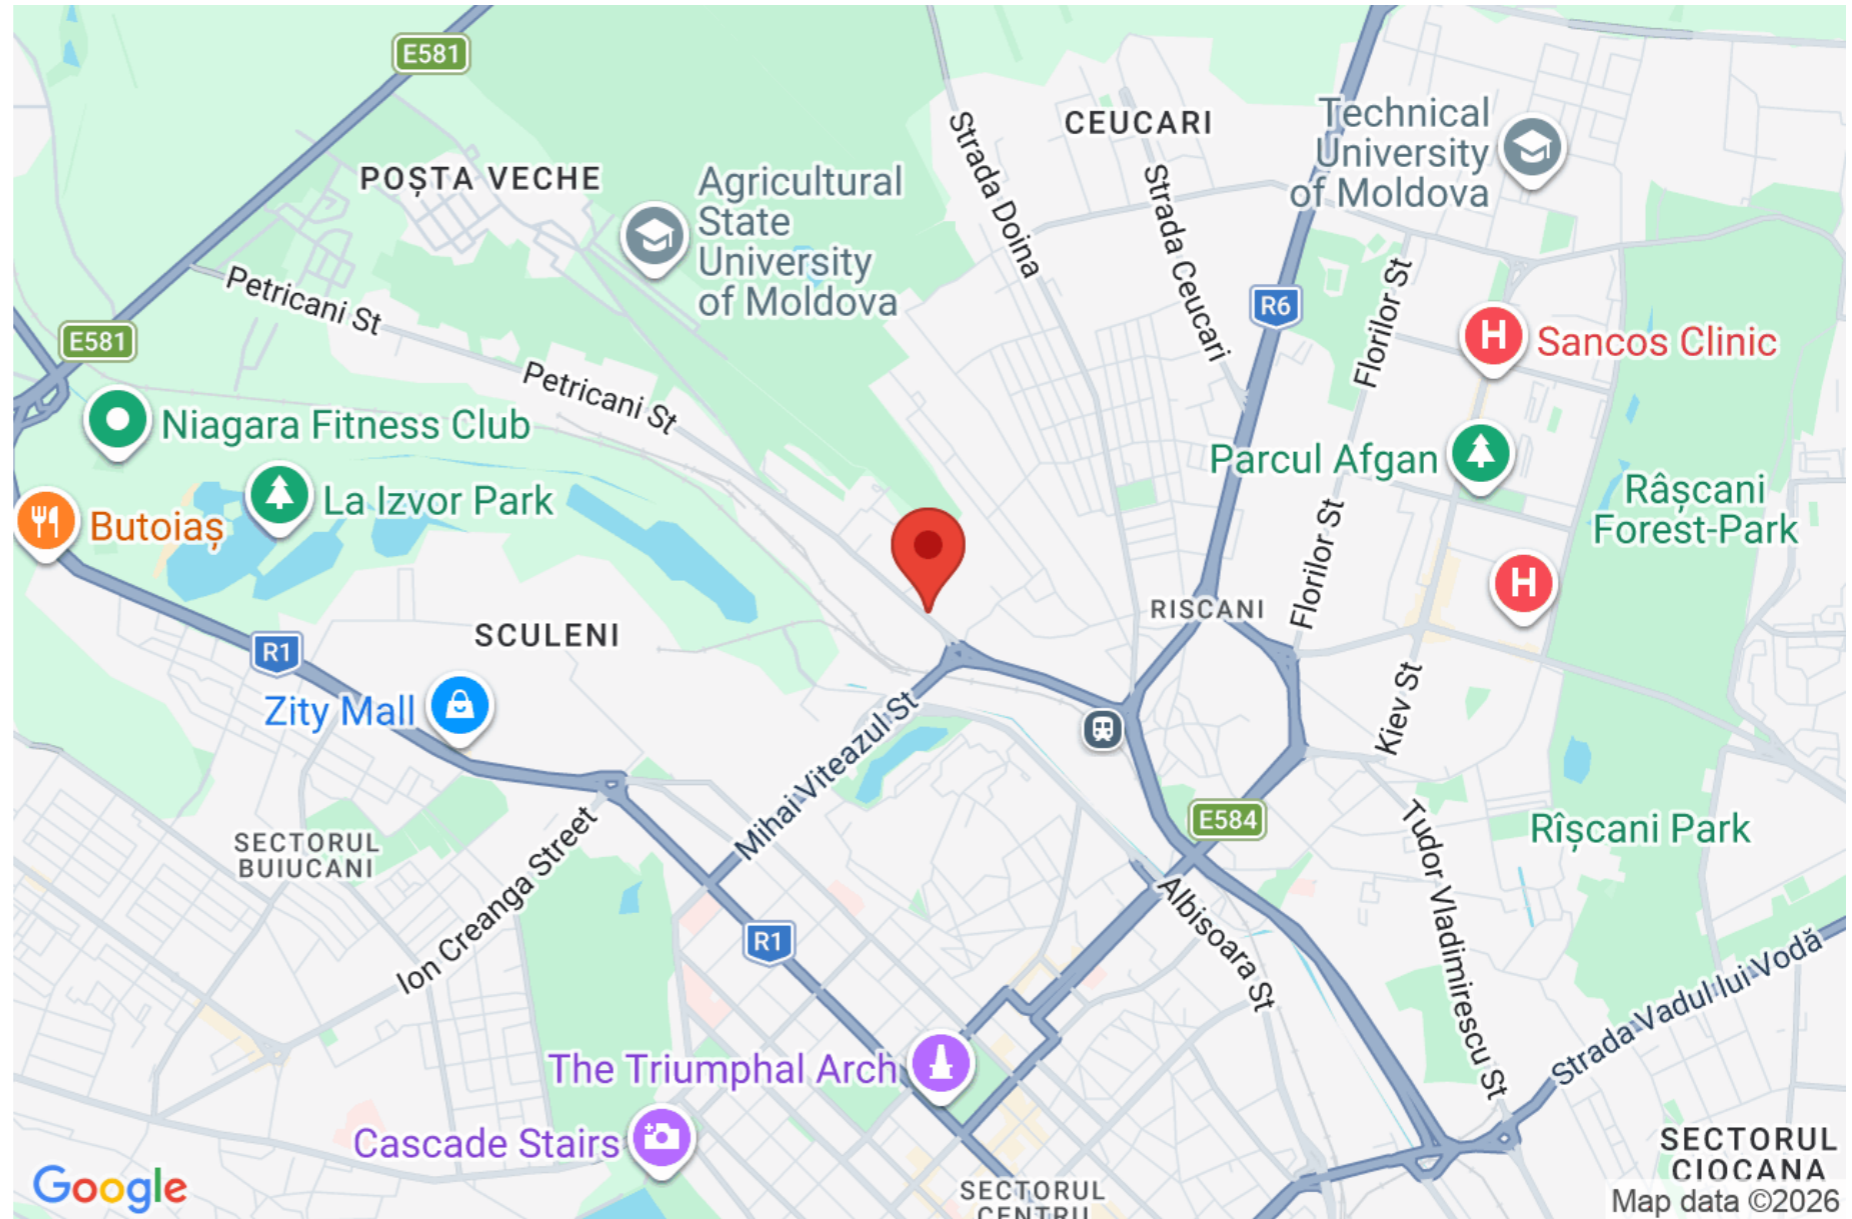 E581
CEUCARI
Technical
University
of Moldova
POȘTA VECHE
Agricultural
State
University
of Moldova
Strada Doina
Strada Ceucari
Petricani St
Florilor St
R6
E581
Sancos Clinic
Petricani St
Niagara Fitness Club
Parcul Afgan
La Izvor Park
Râșcani
Forest-Park
Butoiaș
Florilor St
H
H
RISCANI
SCULENI
R1
Zity Mall
Mihai Viteazul St
Kiev St
E584
Tudor Vladimirescu St
Rîșcani Park
SECTORUL
BUIUCANI
Ion Creanga Street
Albisoara St
R1
Strada Vadul lui Vodă
The Triumphal Arch
Cascade Stairs
SECTORUL
CIOCANA
SECTORUL
CENTRU
Google
Map data ©2026